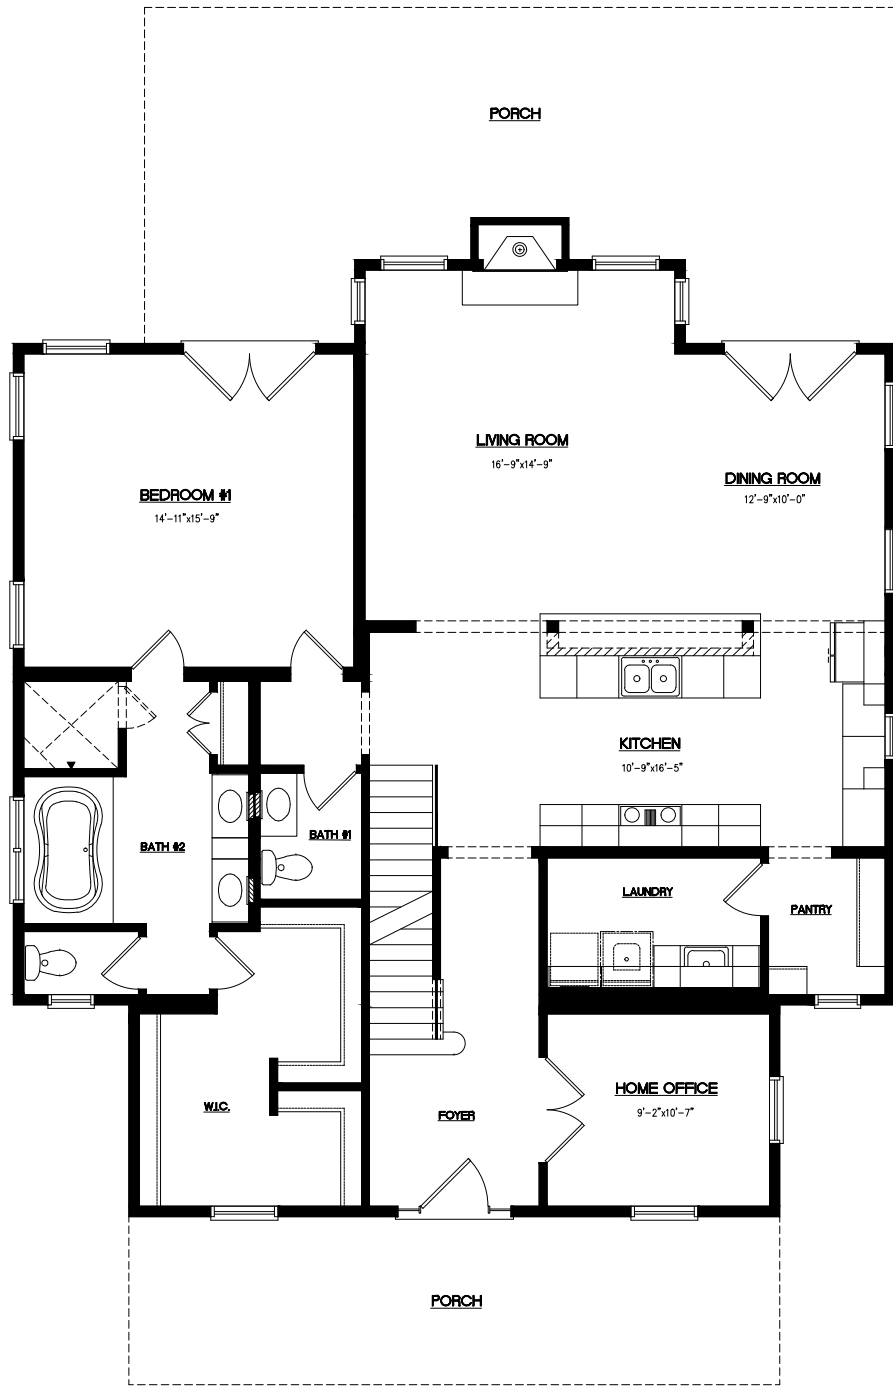 PORCH
LIVING ROOM
16'-9"x14'-9"
DINING ROOM
12'-9"x10'-0"
BEDROOM #1
14'-11"x15'-9"
KITCHEN
10'-9"x16'-5"
BATH #1
BATH #2
LAUNDRY
PANTRY
HOME OFFICE
9'-2"x10'-7"
W.I.C.
FOYER
PORCH